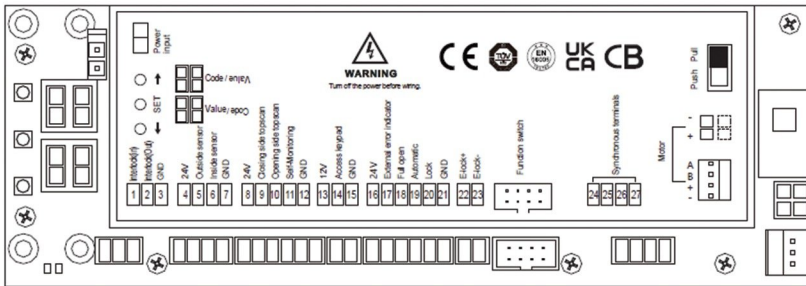 Power input
↑
SET
↓
Code / Value
Value / Code
WARNING
Turn off the power before wiring.
CE
TÜV
EN 16005
UK CA
CB
Pull
Push
1 Interlock(In)
2 Interlock(Out)
3 GND
4 24V
5 Outside sensor
6 Inside sensor
7 GND
8 24V
9 Closing side topscan
10 Opening side topscan
11 Self-Monitoring
12 GND
13 12V
14 Access keypad
15 GND
16 24V
17 External error indicator
18 Full open
19 Automatic
20 Lock
21 GND
22 E-lock+
23 E-lock-
Function switch
Synchronous terminals
24 25 26 27
Motor
-
+
A
B
+
-